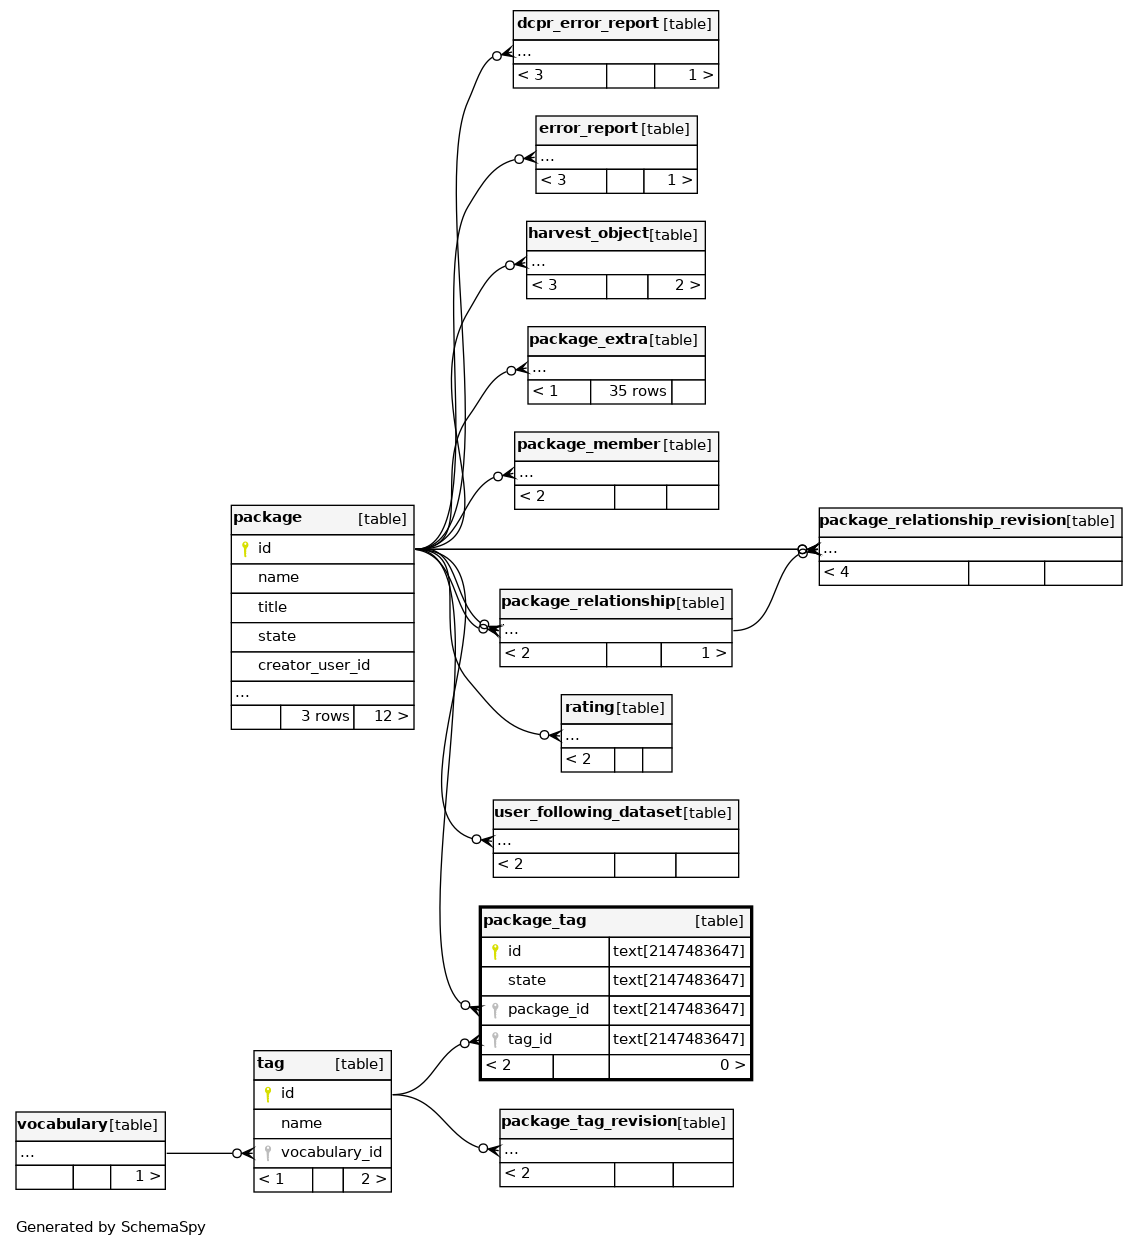 dcpr_error_report [table]
...
< 3 1 >
error_report [table]
...
< 3 1 >
harvest_object [table]
...
< 3 2 >
package_extra [table]
...
< 1 35 rows
package_member [table]
...
< 2
package [table]
id
name
title
state
creator_user_id
...
3 rows 12 >
package_relationship_revision [table]
...
< 4
package_relationship [table]
...
< 2 1 >
rating [table]
...
< 2
user_following_dataset [table]
...
< 2
package_tag [table]
id text[2147483647]
state text[2147483647]
package_id text[2147483647]
tag_id text[2147483647]
< 2 0 >
tag [table]
id
name
vocabulary_id
< 1 2 >
vocabulary [table]
...
1 >
package_tag_revision [table]
...
< 2
Generated by SchemaSpy